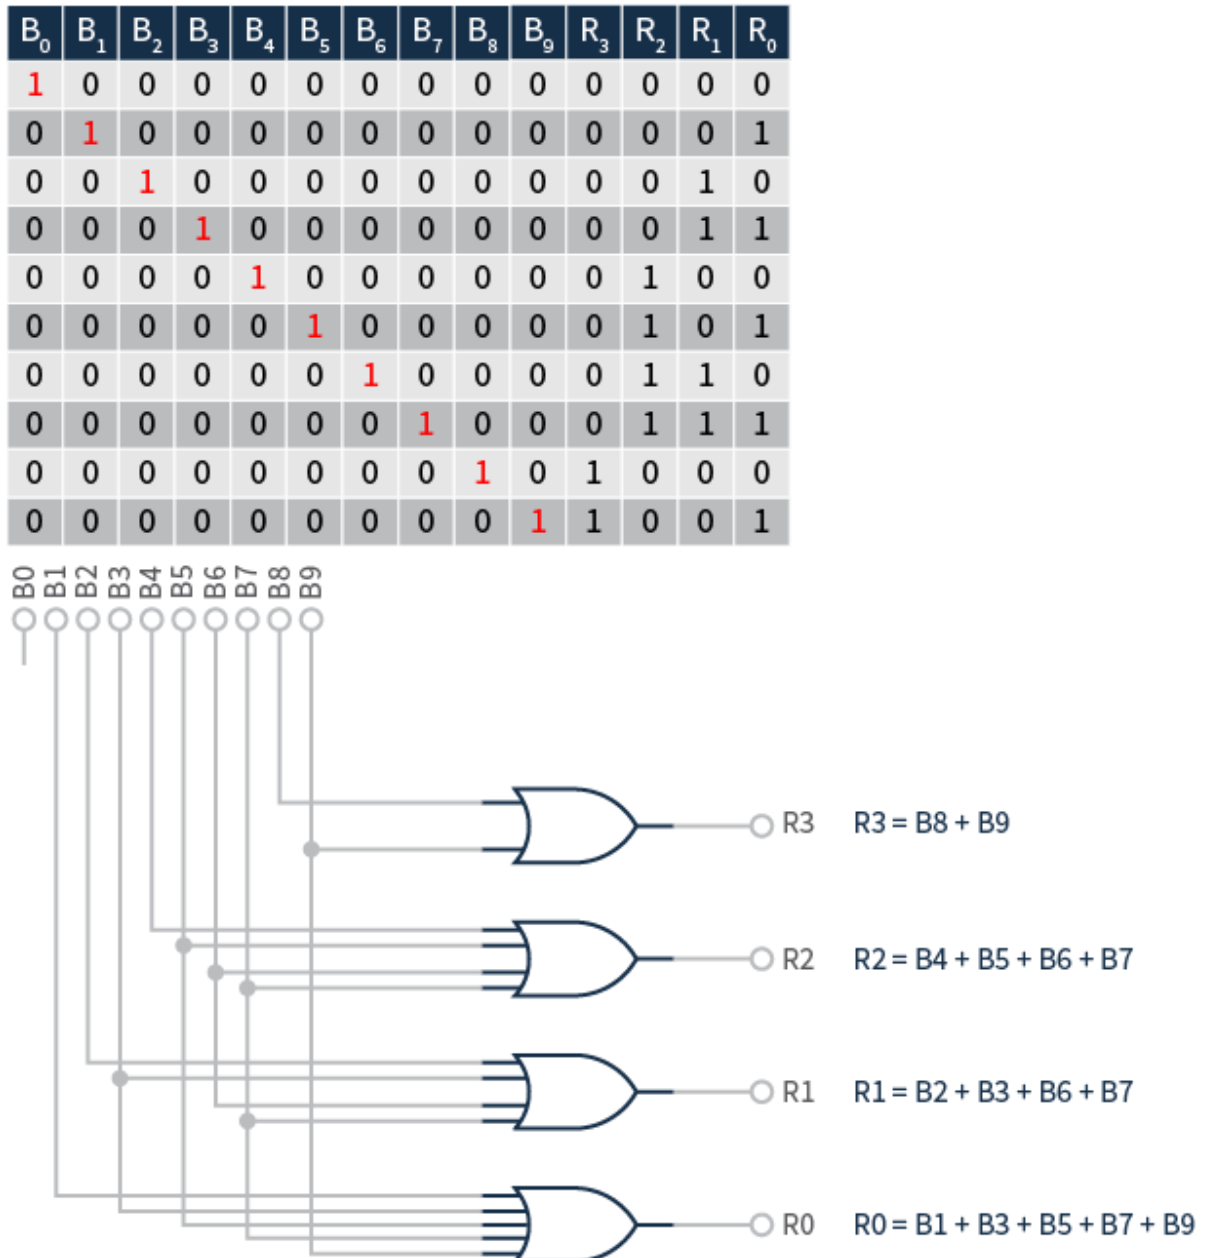 B₀ B₁ B₂ B₃ B₄ B₅ B₆ B₇ B₈ B₉ R₃ R₂ R₁ R₀
1 0 0 0 0 0 0 0 0 0 0 0 0 0
0 1 0 0 0 0 0 0 0 0 0 0 0 1
0 0 1 0 0 0 0 0 0 0 0 0 1 0
0 0 0 1 0 0 0 0 0 0 0 0 1 1
0 0 0 0 1 0 0 0 0 0 0 1 0 0
0 0 0 0 0 1 0 0 0 0 0 1 0 1
0 0 0 0 0 0 1 0 0 0 0 1 1 0
0 0 0 0 0 0 0 1 0 0 0 1 1 1
0 0 0 0 0 0 0 0 1 0 1 0 0 0
0 0 0 0 0 0 0 0 0 1 1 0 0 1
B0 B1 B2 B3 B4 B5 B6 B7 B8 B9
R3 R3 = B8 + B9
R2 R2 = B4 + B5 + B6 + B7
R1 R1 = B2 + B3 + B6 + B7
R0 R0 = B1 + B3 + B5 + B7 + B9